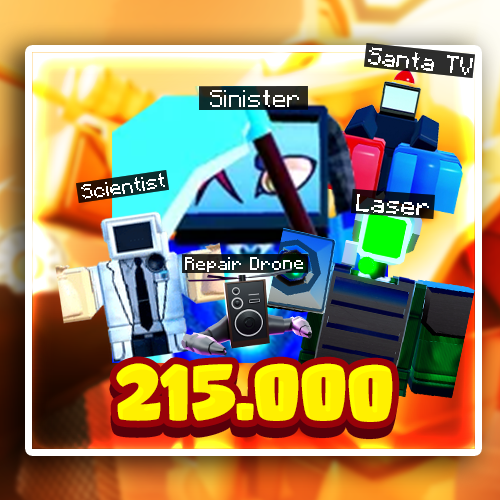 Santa TV
Sinister
Scientist
Laser
Repair Drone
215.000